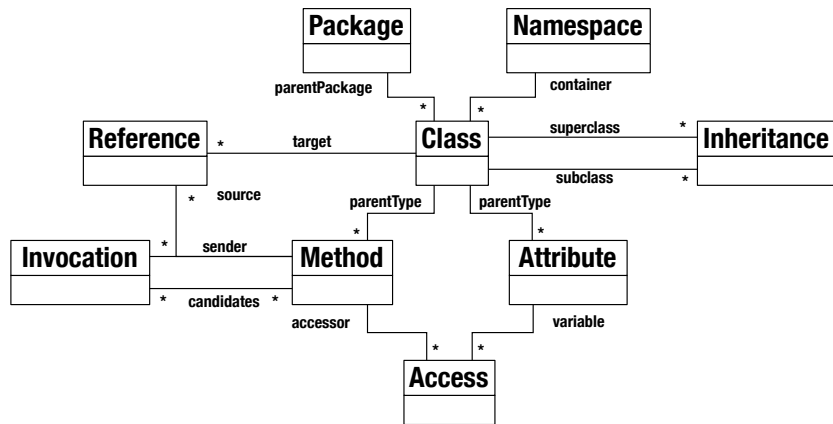 Package
Namespace
parentPackage
*
*
container
Reference
Class
Inheritance
*
target
superclass
*
subclass
*
*
source
parentType
parentType
*
*
Invocation
*
sender
Method
Attribute
*
candidates
*
accessor
variable
*
*
Access